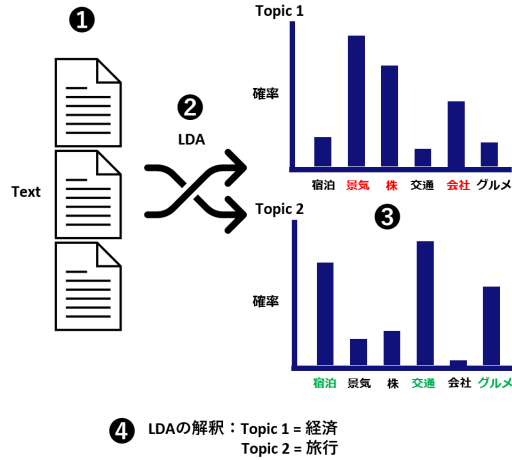 ❶
Topic 1
確率
❷
LDA
宿泊 景気 株 交通 会社 グルメ
Text
Topic 2
❸
確率
宿泊 景気 株 交通 会社 グルメ
❹ LDAの解釈：Topic 1 = 経済
Topic 2 = 旅行